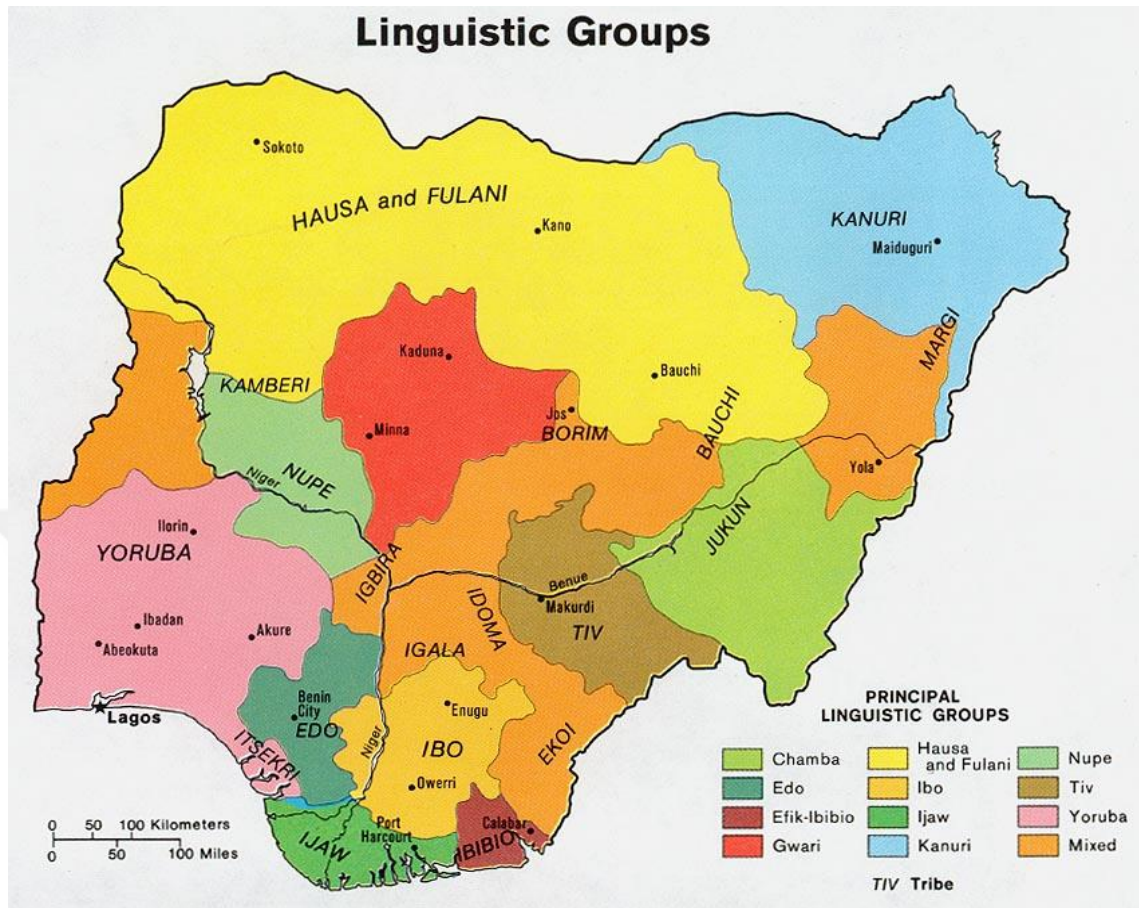 Linguistic Groups
Sokoto
HAUSA and FULANI
Kano
KANURI
Maiduguri
MARGI
Kaduna
Bauchi
KAMBERI
Jos
BORIM
BAUCHI
Minna
NUPE
Niger
Yola
Ilorin
YORUBA
JUKUN
IGBIRA
Benue
Makurdi
IDOMA
TIV
Ibadan
Akure
Abeokuta
IGALA
Lagos
Benin
City
EDO
Enugu
Niger
IBO
EKOI
ITSEKRI
Owerri
Port
Harcourt
Calabar
IJAW
IBIBIO
0 50 100 Kilometers
0 50 100 Miles
PRINCIPAL
LINGUISTIC GROUPS
Chamba
Edo
Efik-Ibibio
Gwari
Hausa
and Fulani
Ibo
Ijaw
Kanuri
Nupe
Tiv
Yoruba
Mixed
TIV Tribe